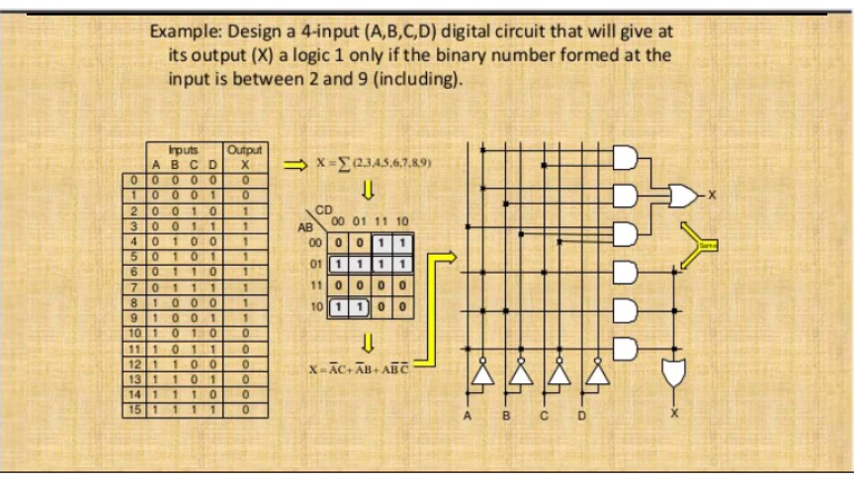 Example: Design a 4-input (A,B,C,D) digital circuit that will give at
its output (X) a logic 1 only if the binary number formed at the
input is between 2 and 9 (including).
Inputs Output
A B C D X
0 0 0 0 0 0
1 0 0 0 1 0
2 0 0 1 0 1
3 0 0 1 1 1
4 0 1 0 0 1
5 0 1 0 1 1
6 0 1 1 0 1
7 0 1 1 1 1
8 1 0 0 0 1
9 1 0 0 1 1
10 1 0 1 0 0
11 1 0 1 1 0
12 1 1 0 0 0
13 1 1 0 1 0
14 1 1 1 0 0
15 1 1 1 1 0
X = ∑ (2,3,4,5,6,7,8,9)
CD
AB 00 01 11 10
00 0 0 1 1
01 1 1 1 1
11 0 0 0 0
10 1 1 0 0
X = A̅C + A̅B + AB̅C̅
X
Same
A B C D X